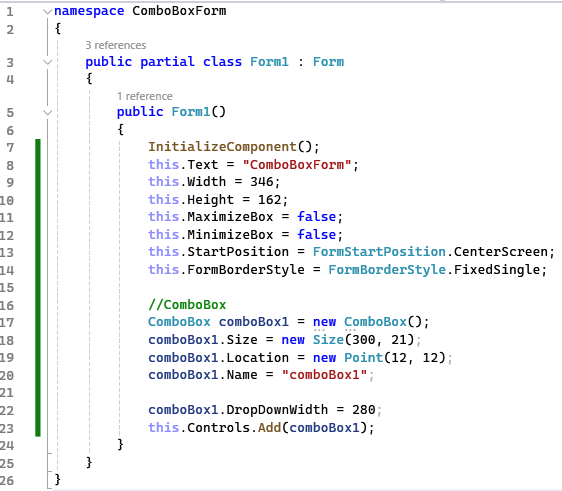 1 namespace ComboBoxForm
2 {
3 references
3 public partial class Form1 : Form
4 {
1 reference
5 public Form1()
6 {
7 InitializeComponent();
8 this.Text = "ComboBoxForm";
9 this.Width = 346;
10 this.Height = 162;
11 this.MaximizeBox = false;
12 this.MinimizeBox = false;
13 this.StartPosition = FormStartPosition.CenterScreen;
14 this.FormBorderStyle = FormBorderStyle.FixedSingle;
15
16 //ComboBox
17 ComboBox comboBox1 = new ComboBox();
18 comboBox1.Size = new Size(300, 21);
19 comboBox1.Location = new Point(12, 12);
20 comboBox1.Name = "comboBox1";
21
22 comboBox1.DropDownWidth = 280;
23 this.Controls.Add(comboBox1);
24 }
25 }
26 }